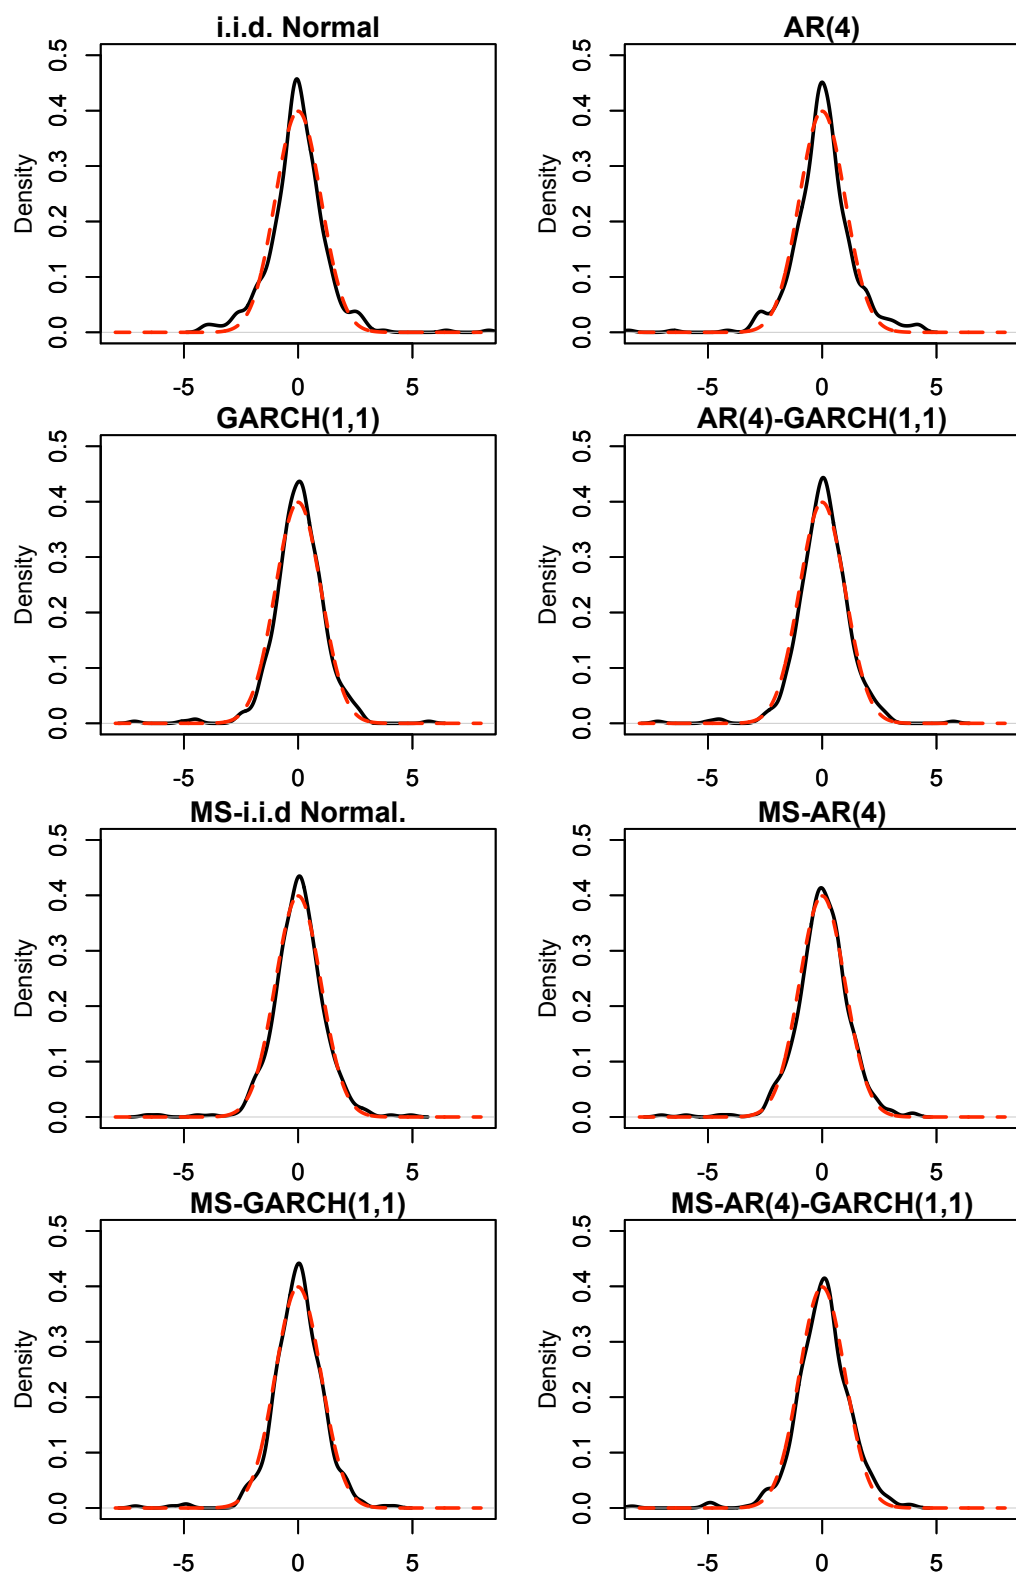 i.i.d. Normal
Density
0.0 0.1 0.2 0.3 0.4 0.5
-5 0 5
AR(4)
Density
0.0 0.1 0.2 0.3 0.4 0.5
-5 0 5
GARCH(1,1)
Density
0.0 0.1 0.2 0.3 0.4 0.5
-5 0 5
AR(4)-GARCH(1,1)
Density
0.0 0.1 0.2 0.3 0.4 0.5
-5 0 5
MS-i.i.d Normal.
Density
0.0 0.1 0.2 0.3 0.4 0.5
-5 0 5
MS-AR(4)
Density
0.0 0.1 0.2 0.3 0.4 0.5
-5 0 5
MS-GARCH(1,1)
Density
0.0 0.1 0.2 0.3 0.4 0.5
-5 0 5
MS-AR(4)-GARCH(1,1)
Density
0.0 0.1 0.2 0.3 0.4 0.5
-5 0 5